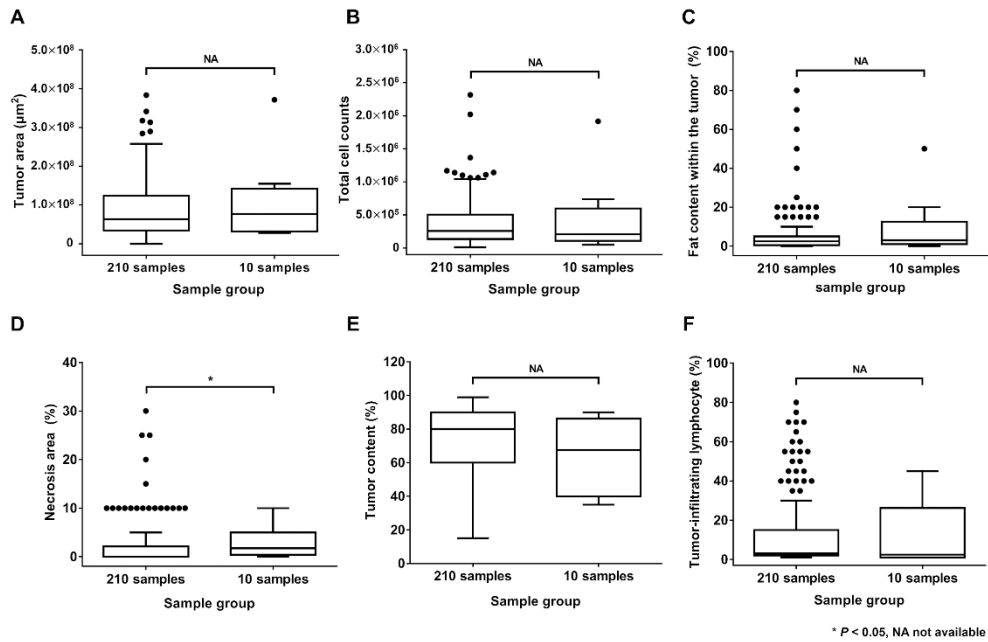 A
Tumor area (µm²)
5.0×10⁸
4.0×10⁸
3.0×10⁸
2.0×10⁸
1.0×10⁸
0
NA
210 samples
10 samples
Sample group
B
Total cell counts
3.0×10⁶
2.5×10⁶
2.0×10⁶
1.5×10⁶
1.0×10⁶
5.0×10⁵
0
NA
210 samples
10 samples
Sample group
C
Fat content within the tumor (%)
100
80
60
40
20
0
NA
210 samples
10 samples
sample group
D
Necrosis area (%)
40
30
20
10
0
*
210 samples
10 samples
Sample group
E
Tumor content (%)
120
100
80
60
40
20
0
NA
210 samples
10 samples
Sample group
F
Tumor-infiltrating lymphocyte (%)
100
80
60
40
20
0
NA
210 samples
10 samples
Sample group
* P < 0.05, NA not available